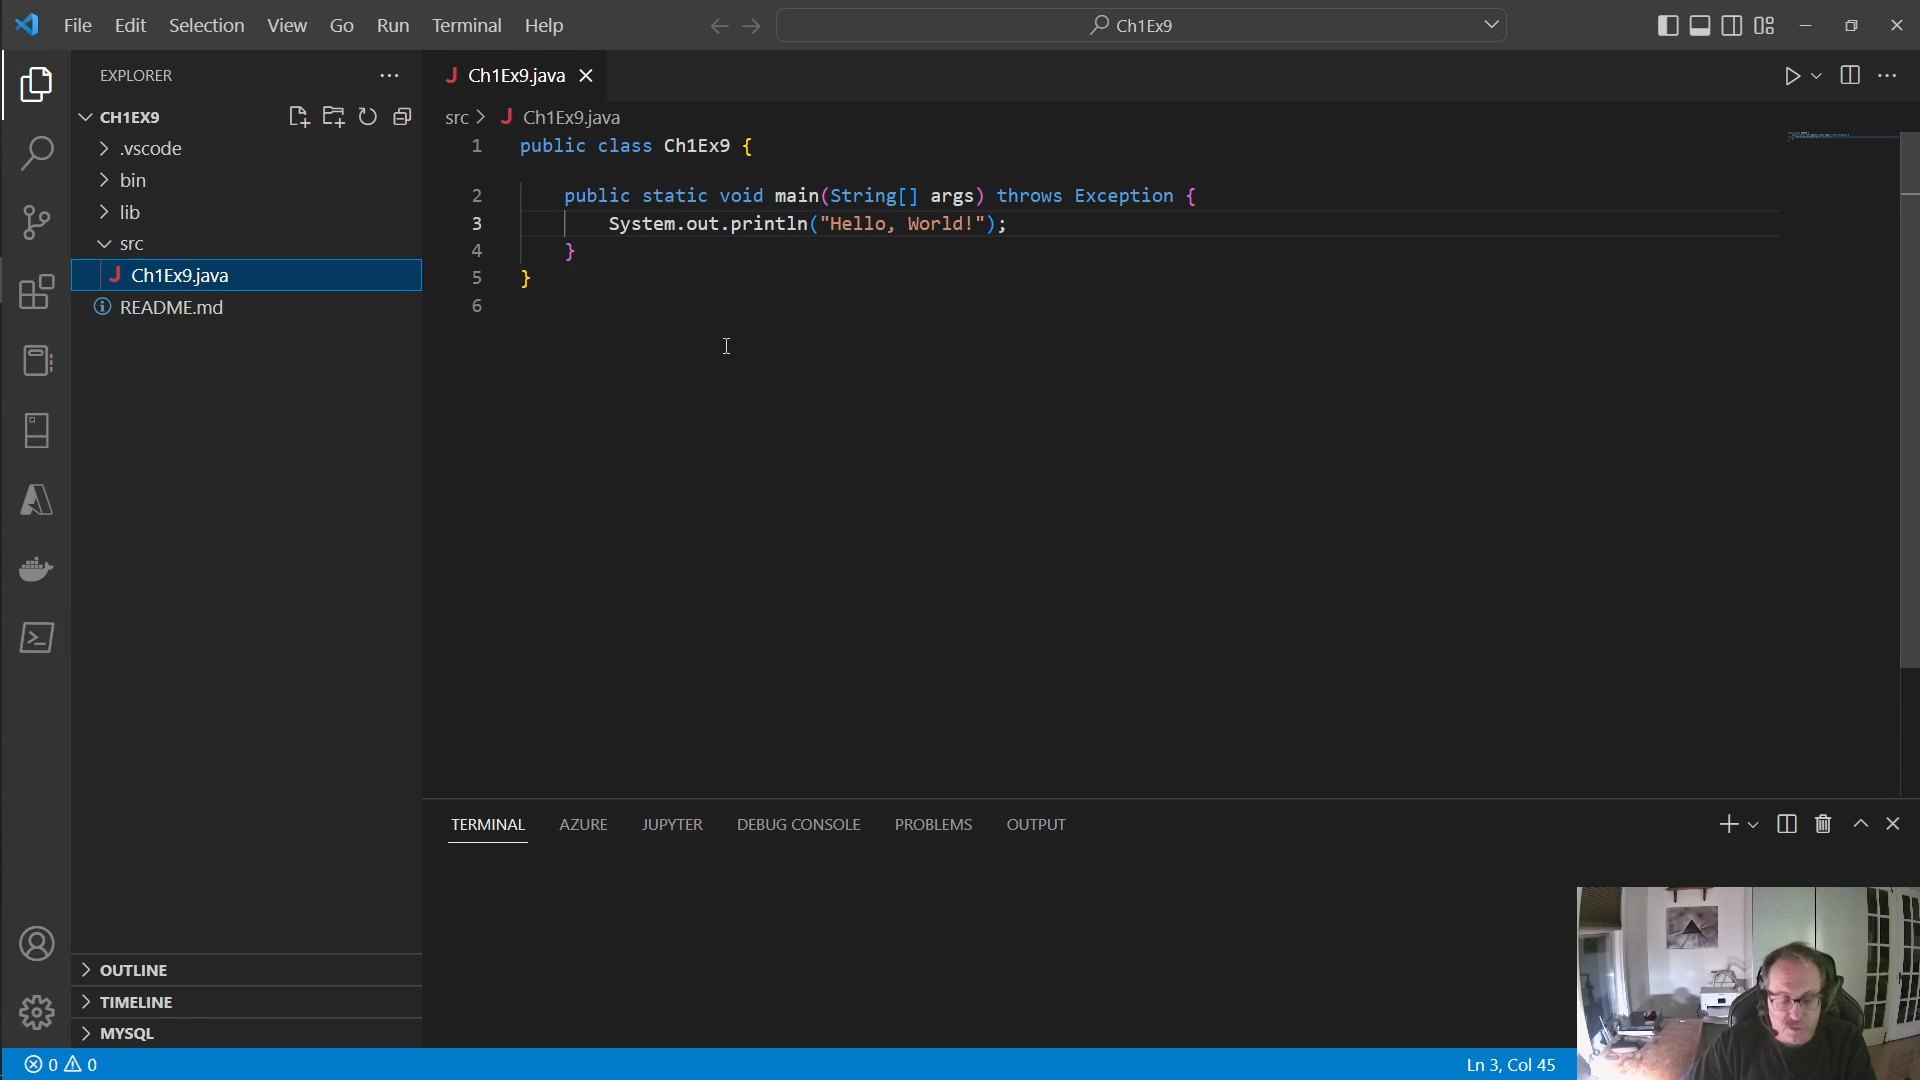 File Edit Selection View Go Run Terminal Help
Ch1Ex9
EXPLORER
Ch1Ex9.java
CH1EX9
.vscode
bin
lib
src
Ch1Ex9.java
README.md
OUTLINE
TIMELINE
MYSQL
src > Ch1Ex9.java
1 public class Ch1Ex9 {
2 public static void main(String[] args) throws Exception {
3 System.out.println("Hello, World!");
4 }
5 }
6
TERMINAL AZURE JUPYTER DEBUG CONSOLE PROBLEMS OUTPUT
0 0
Ln 3, Col 45